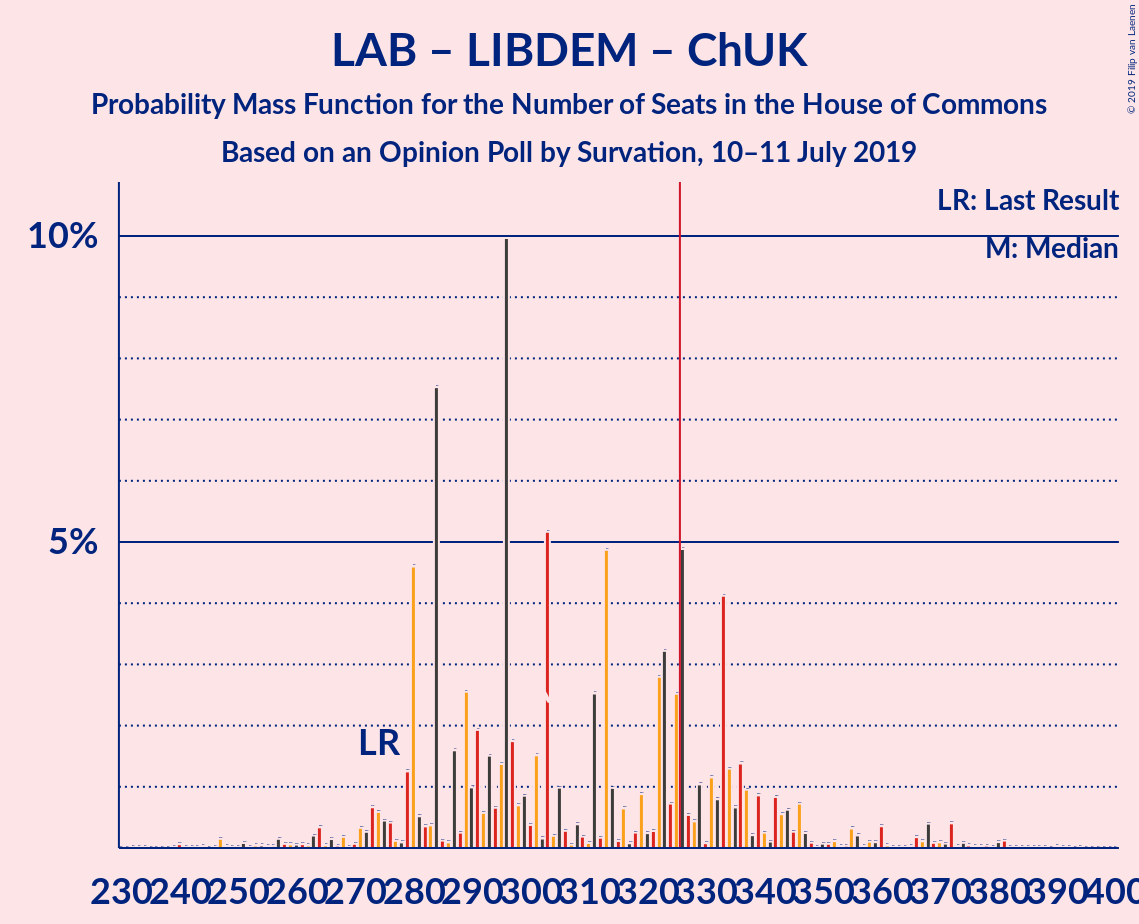 LAB – LIBDEM – ChUK
Probability Mass Function for the Number of Seats in the House of Commons
Based on an Opinion Poll by Survation, 10–11 July 2019
© 2019 Filip van Laenen
LR: Last Result
M: Median
10%
5%
LR
230 240 250 260 270 280 290 300 310 320 330 340 350 360 370 380 390 400